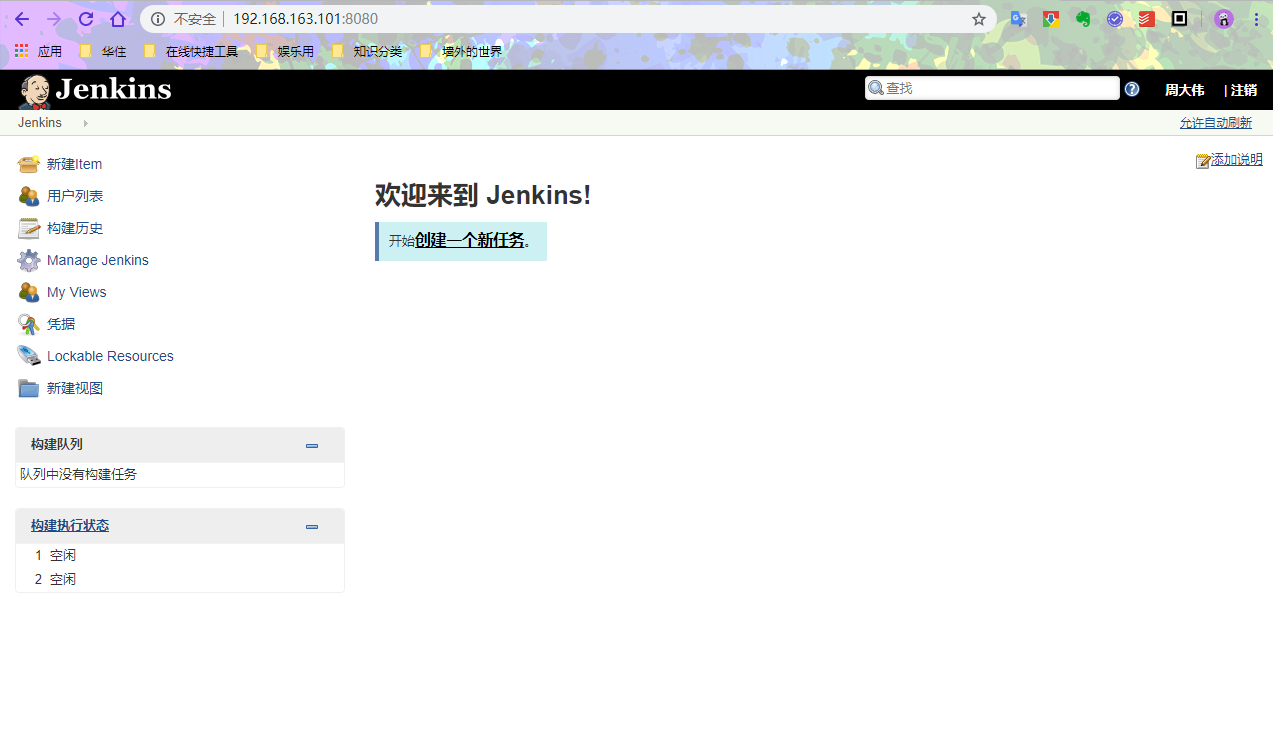 不安全 192.168.163.101:8080
应用 华住 在线快捷工具 娱乐用 知识分类 墙外的世界
Jenkins 查找 周大伟 | 注销
Jenkins 允许自动刷新
添加说明
新建Item
用户列表
构建历史
Manage Jenkins
My Views
凭据
Lockable Resources
新建视图
欢迎来到 Jenkins!
开始创建一个新任务。
构建队列
队列中没有构建任务
构建执行状态
1 空闲
2 空闲